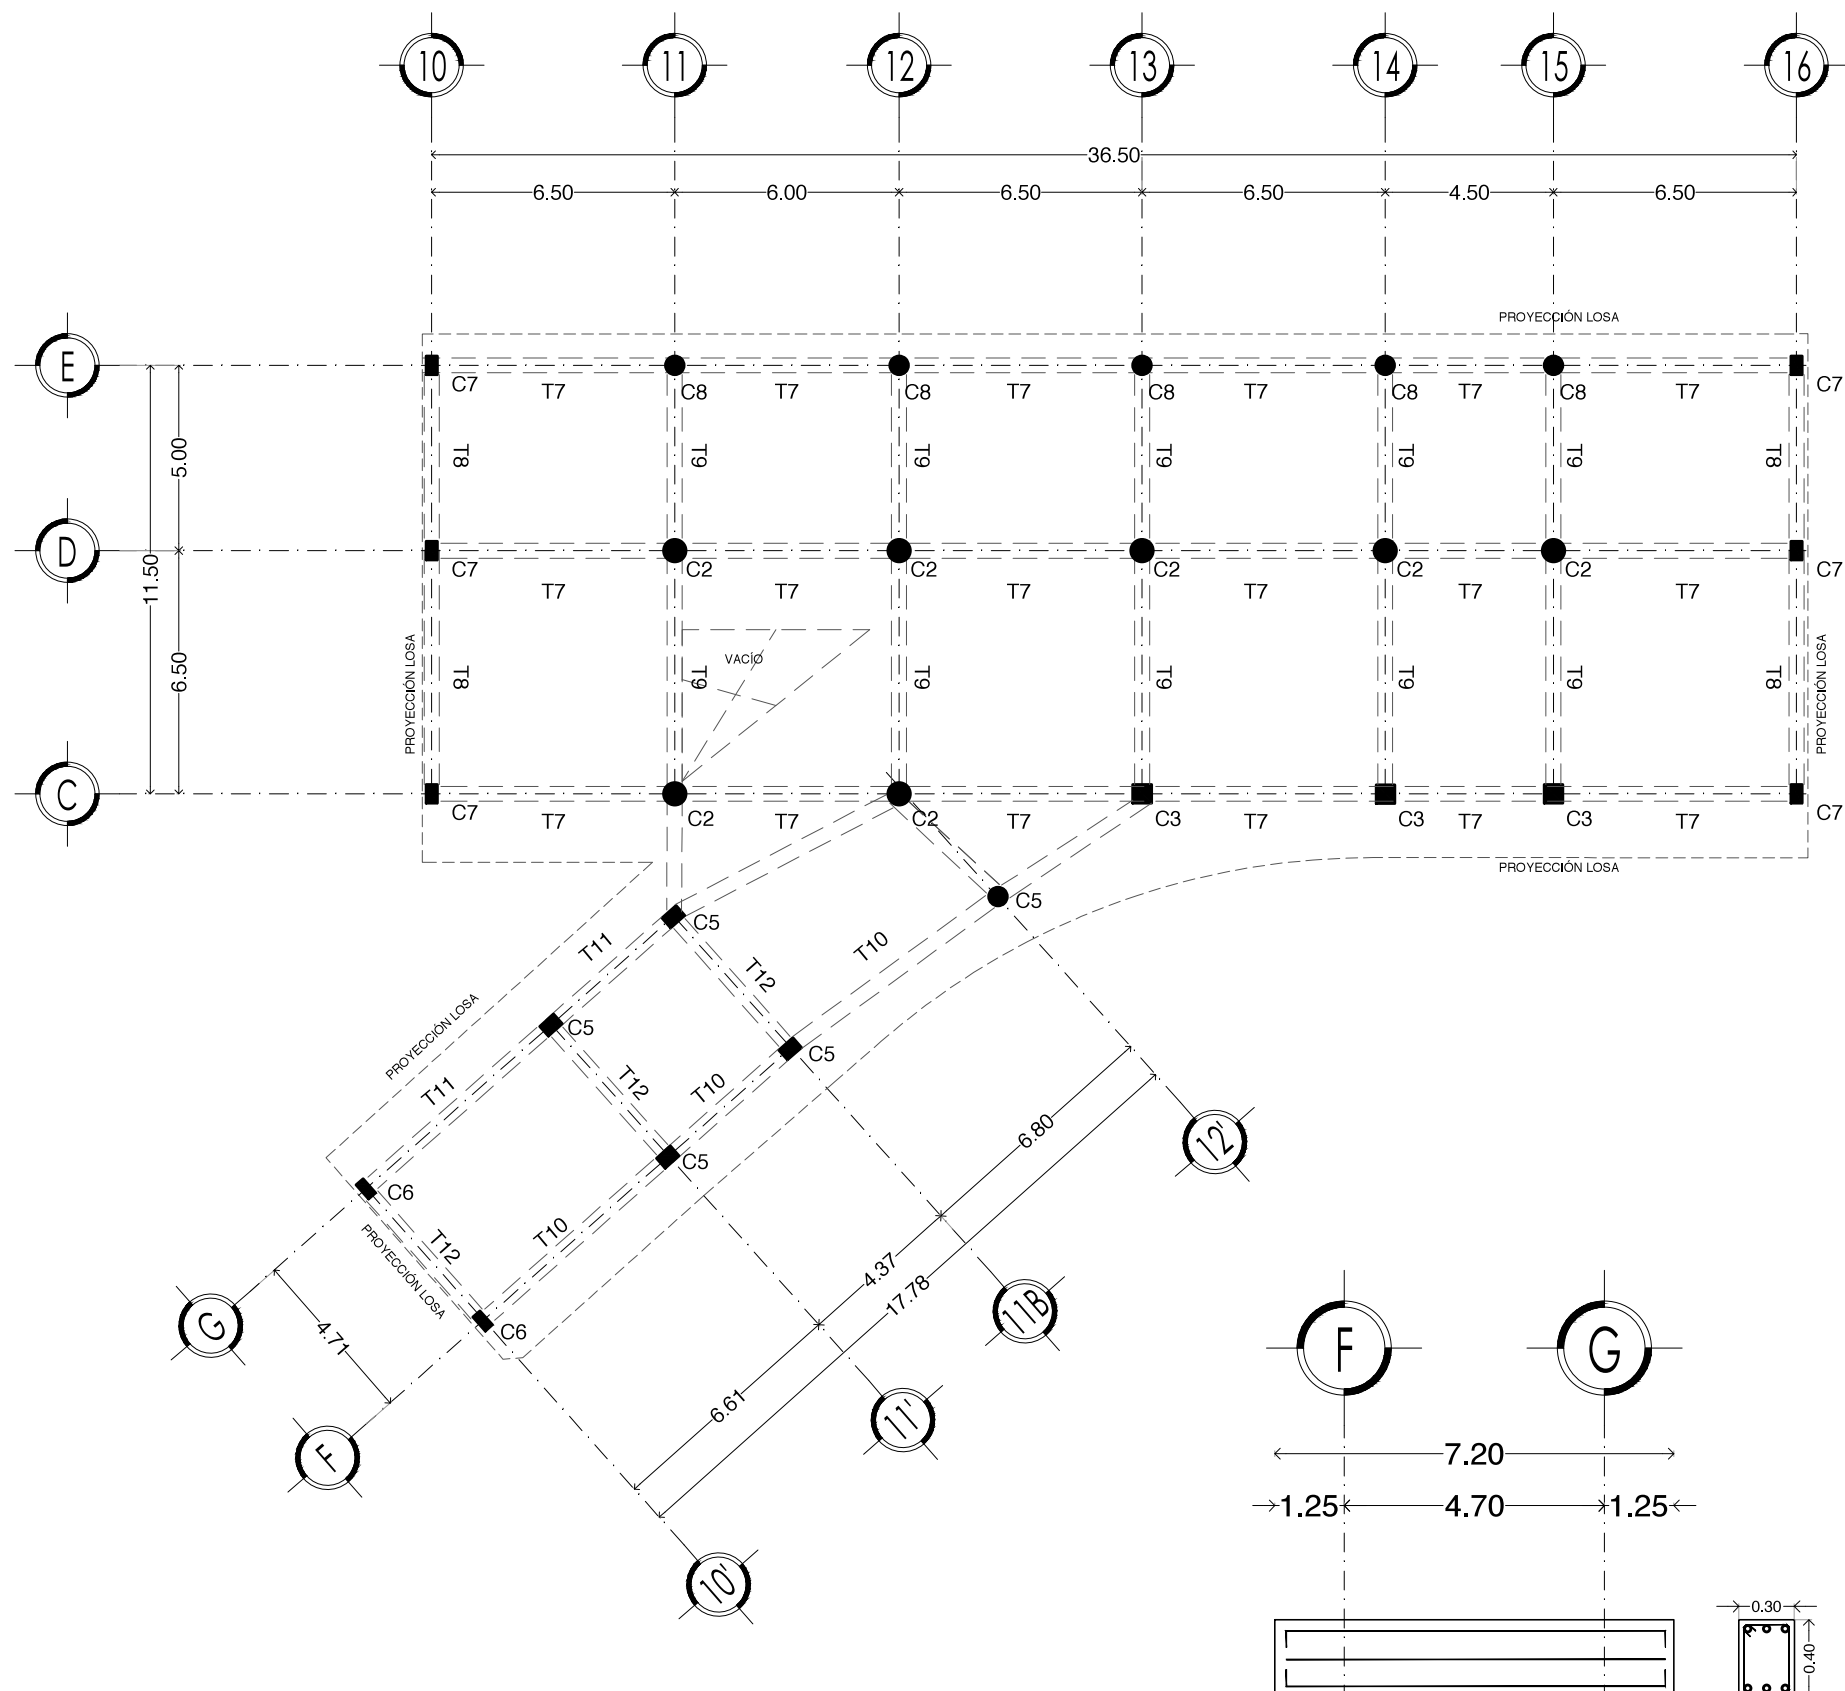 10 11 12 13 14 15 16
36.50
6.50 6.00 6.50 6.50 4.50 6.50
PROYECCIÓN LOSA
E
C7 T7 C8 T7 C8 T7 C8 T7 C8 T7 C8 T7 C7
5.00
T8 T9 T9 T9 T9 T9 T8
D
C7 T7 C2 T7 C2 T7 C2 T7 C2 T7 C2 T7 C7
11.50
6.50
PROYECCIÓN LOSA
T8 T9 VACÍO T9 T9 T9 T9 T8
PROYECCIÓN LOSA
C
C7 T7 C2 T7 C2 T7 C3 T7 C3 T7 C3 T7 C7
PROYECCIÓN LOSA
C5 C5
T11 T12 T10
PROYECCIÓN LOSA
C5 C5
T11 T12 T10
C5
C6
T12 T10
PROYECCIÓN LOSA
C6
6.80
12'
4.37
17.78
11B
G
4.71
6.61
11'
F
10'
F G
7.20
1.25 4.70 1.25
0.30
0.40